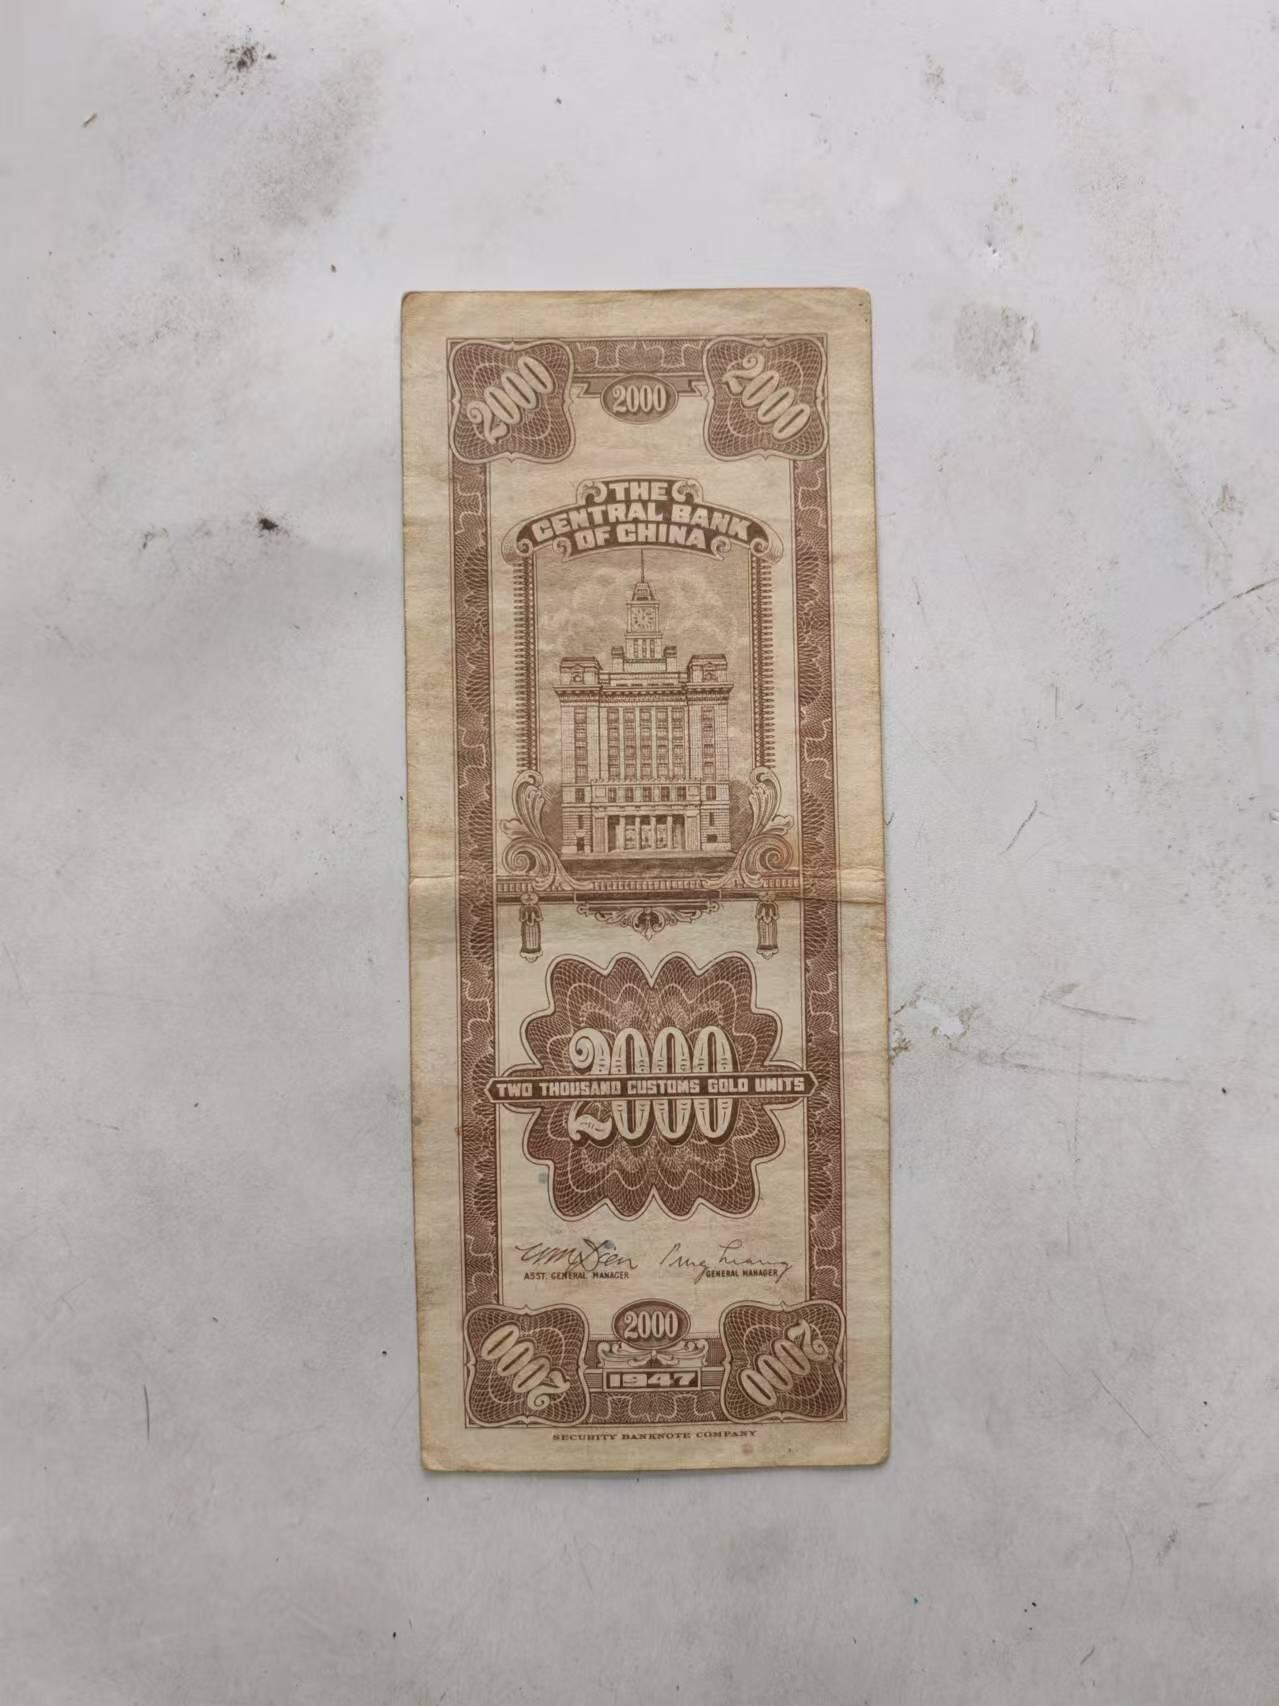 2000 2000 2000
THE
CENTRAL BANK
OF CHINA
2000
TWO THOUSAND CUSTOMS GOLD UNITS
2000
ASST. GENERAL MANAGER GENERAL MANAGER
2000 2000 2000
1947
SECURITY BANKNOTE COMPANY